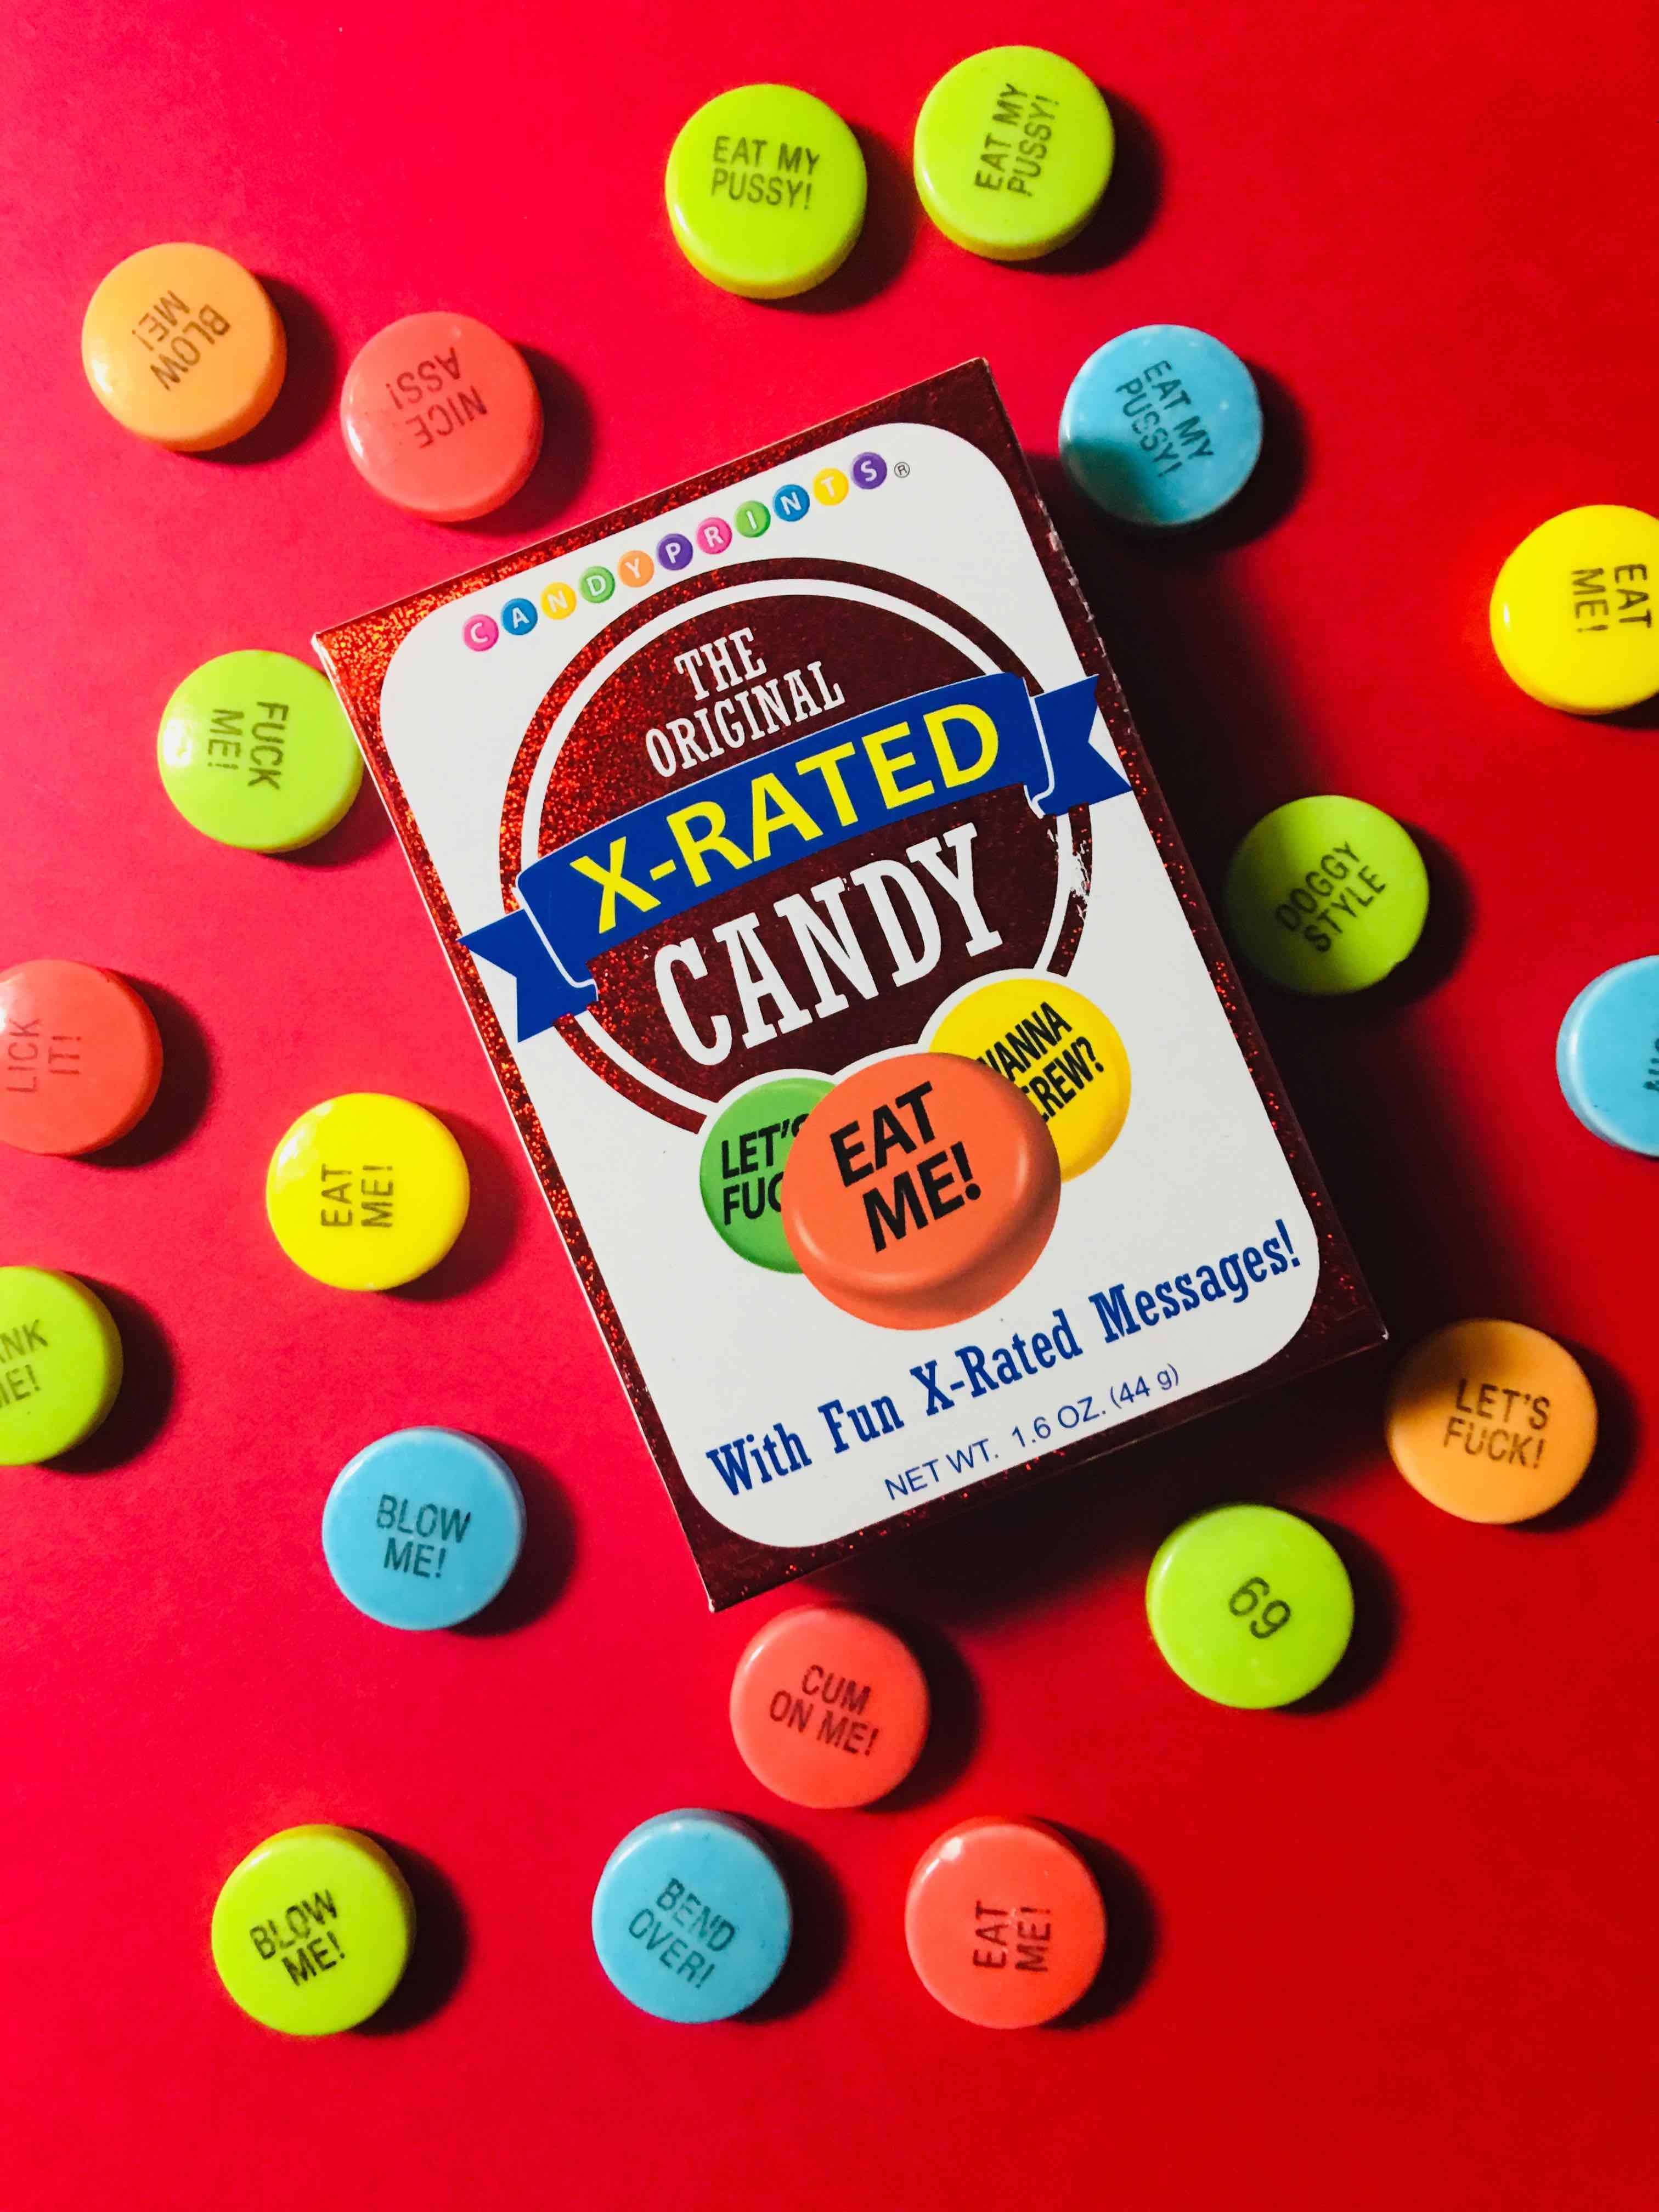 EAT MY
PUSSY!
EAT MY
PUSSY!
BLOW
ME!
NICE
ASS!
EAT MY
PUSSY!
CANDYPRINTS®
THE
ORIGINAL
X-RATED
CANDY
LET'S
FUC
EAT
ME!
WANNA
CREW?
With Fun X-Rated Messages!
NET WT. 1.6 OZ. (44 g)
EAT
ME!
FUCK
ME!
DOGGY
STYLE
LICK
IT!
EAT
ME!
NK
ME!
BLOW
ME!
LET'S
FUCK!
69
CUM
ON ME!
BLOW
ME!
BEND
OVER!
EAT
ME!